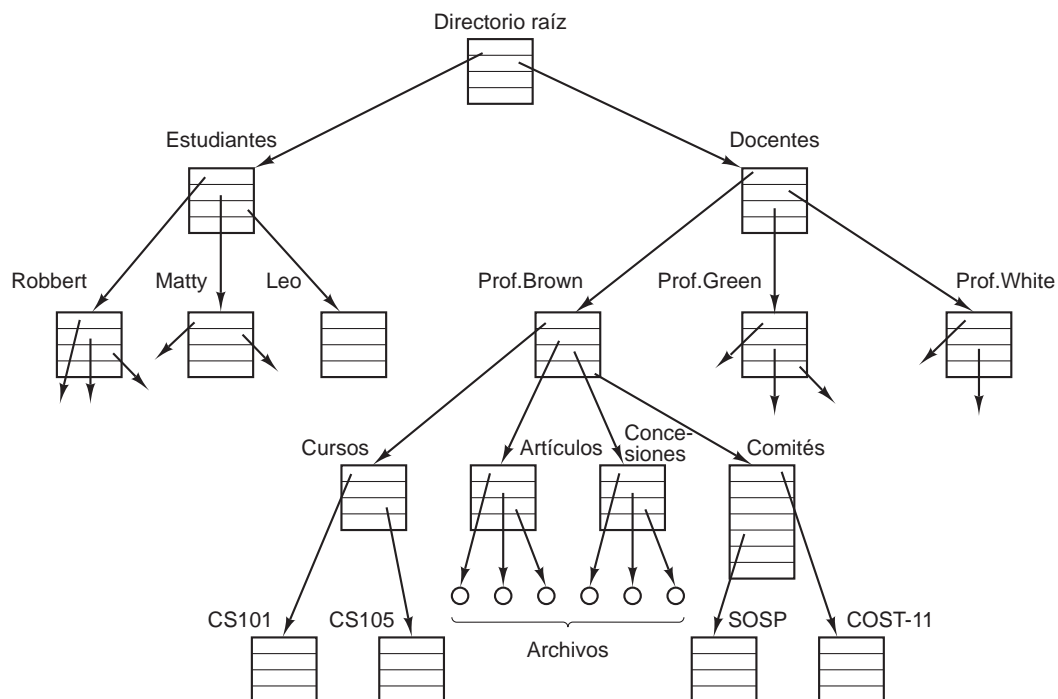 Directorio raíz
Estudiantes
Docentes
Robbert
Matty
Leo
Prof.Brown
Prof.Green
Prof.White
Cursos
Artículos
Conce-
siones
Comités
CS101
CS105
SOSP
COST-11
Archivos